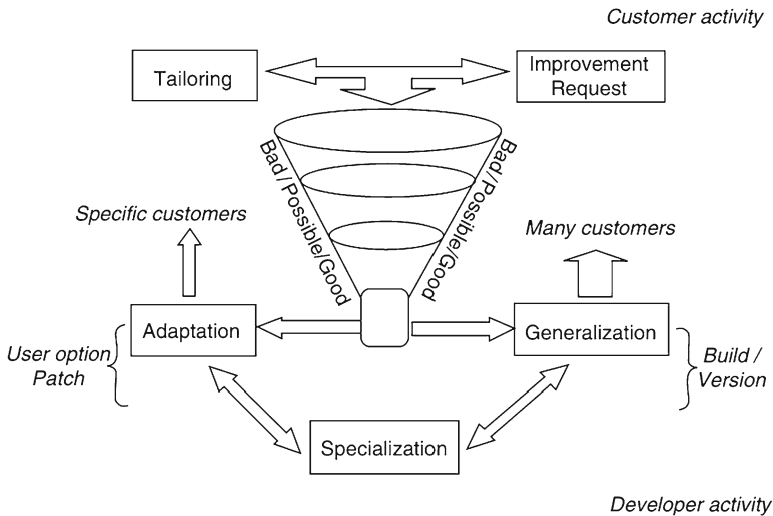 Customer activity
Tailoring
Improvement
Request
Bad/Possible/Good
Bad/Possible/Good
Specific customers
Many customers
Adaptation
Generalization
User option
Patch
Build /
Version
Specialization
Developer activity